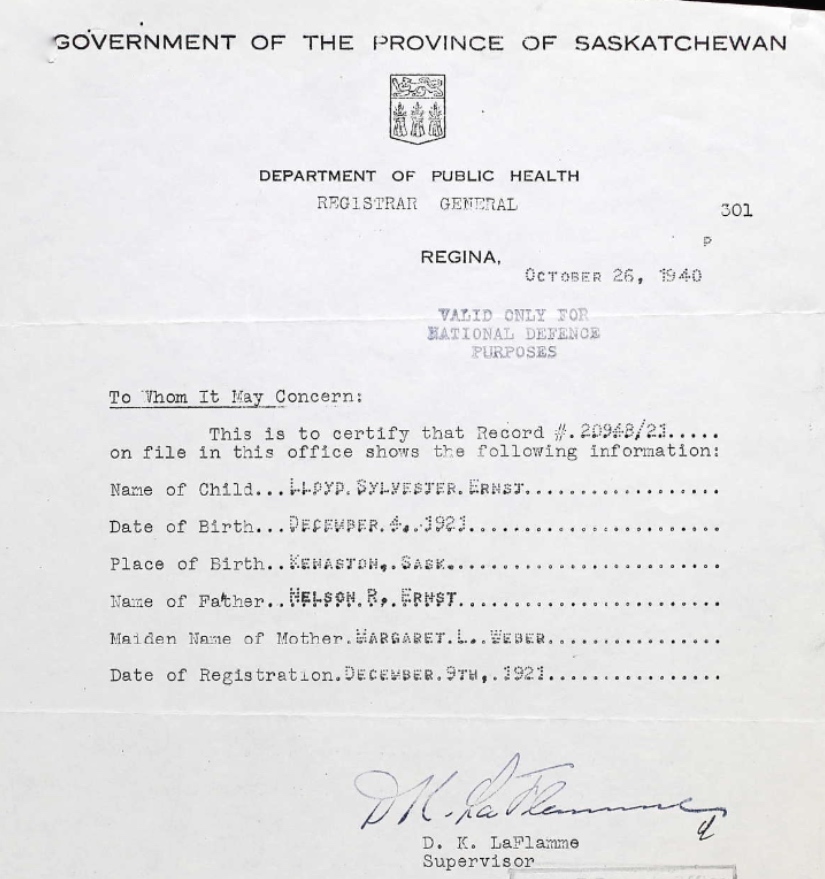 GOVERNMENT OF THE PROVINCE OF SASKATCHEWAN
DEPARTMENT OF PUBLIC HEALTH
REGISTRAR GENERAL
301
P
REGINA,
OCTOBER 26, 1940
VALID ONLY FOR
NATIONAL DEFENCE
PURPOSES
To Whom It May Concern:
This is to certify that Record #.20948/21.....
on file in this office shows the following information:
Name of Child...LLOYD.SYLVESTER.ERNST......................
Date of Birth...DECEMBER.4,.1921...........................
Place of Birth..KENASTON,.SASK.............................
Name of Father..NELSON.R..ERNST............................
Maiden Name of Mother.MARGARET.L..WEBER....................
Date of Registration.DECEMBER.9TH,.1921....................
D K. LaFlamme
D. K. LaFlamme
Supervisor